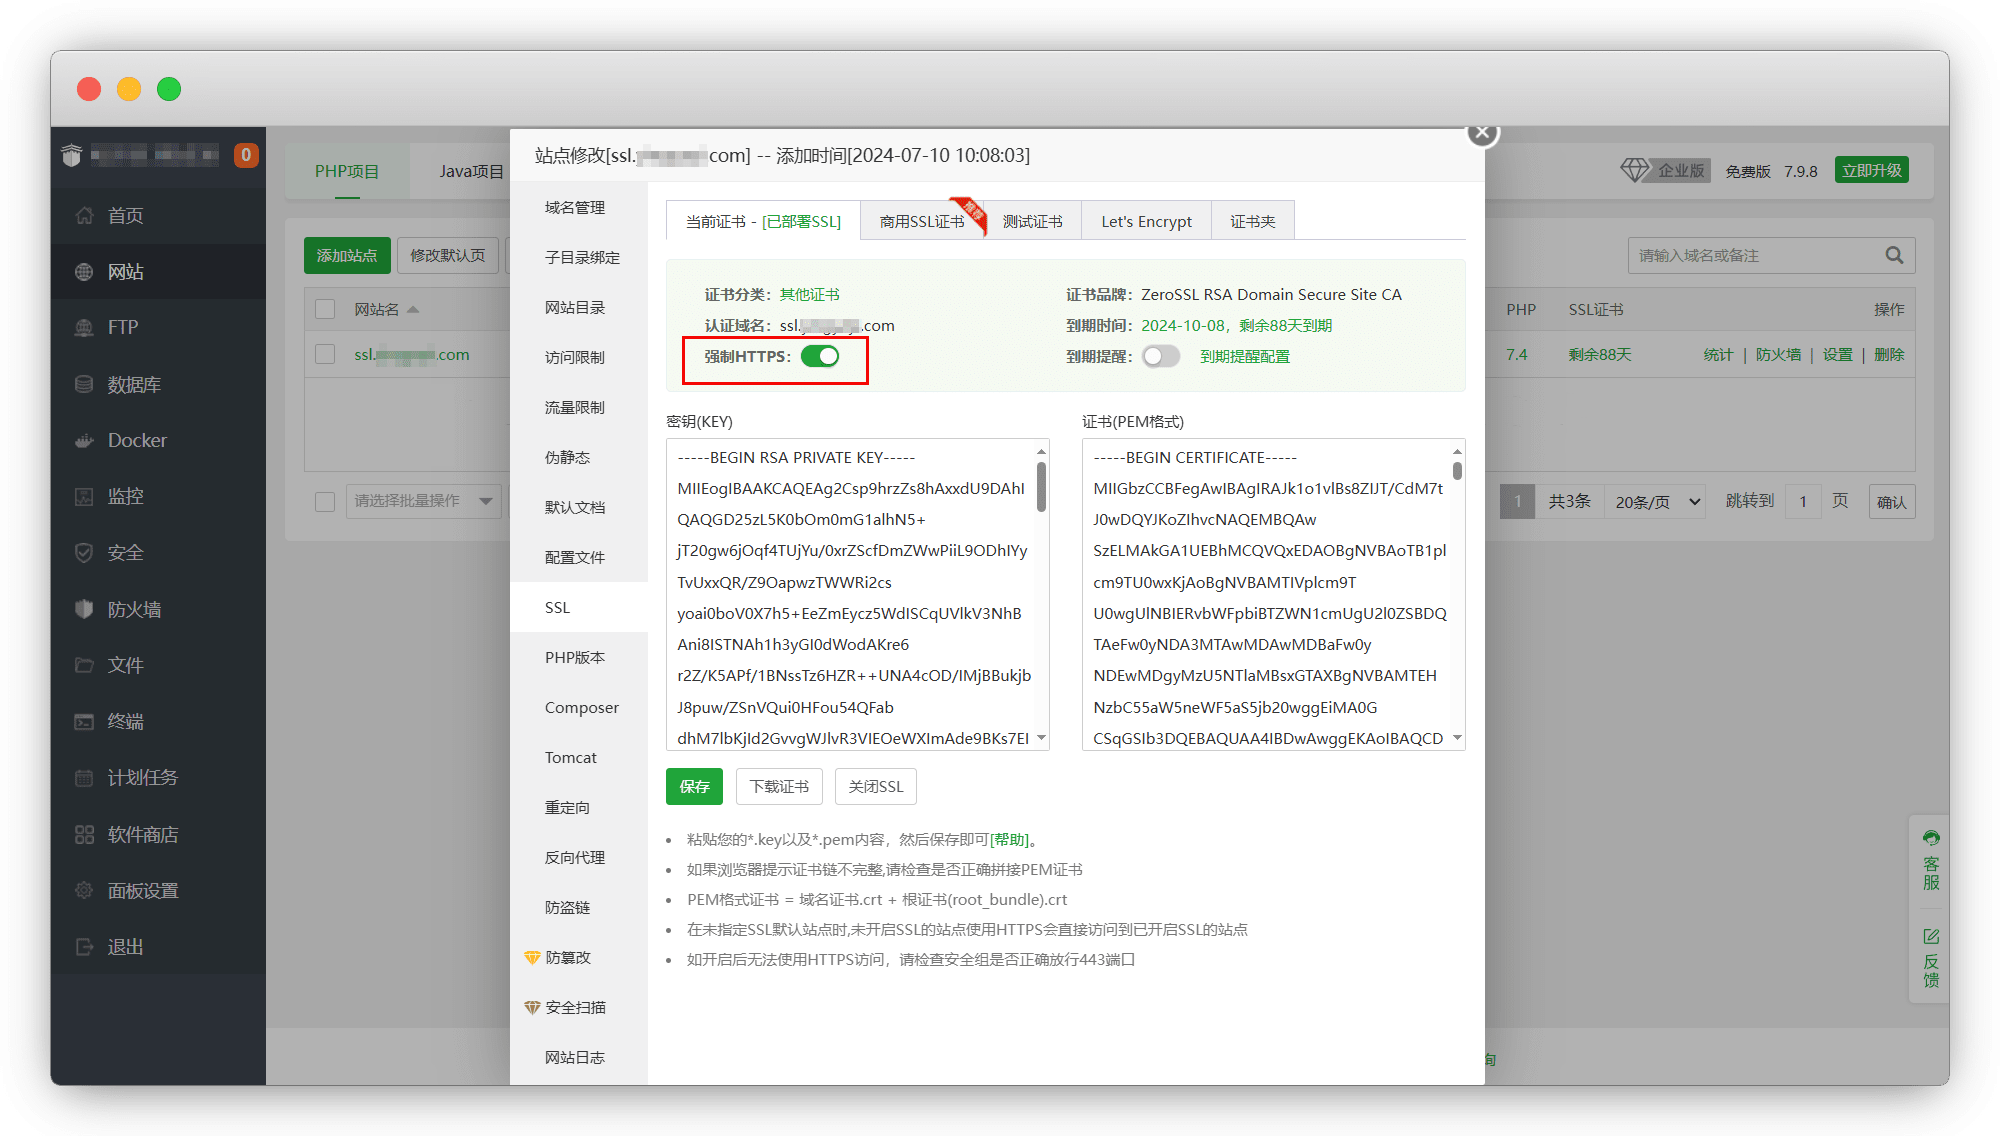 0
首页
网站
FTP
数据库
Docker
监控
安全
防火墙
文件
终端
计划任务
软件商店
面板设置
退出
PHP项目
Java项目
添加站点
修改默认页
网站名
ssl. .com
请选择批量操作
企业版
免费版 7.9.8
立即升级
请输入域名或备注
PHP SSL证书 操作
7.4 剩余88天 统计 | 防火墙 | 设置 | 删除
1 共3条 20条/页 跳转到 1 页 确认
客服
反馈
询
站点修改[ssl. com] -- 添加时间[2024-07-10 10:08:03]
域名管理
子目录绑定
网站目录
访问限制
流量限制
伪静态
默认文档
配置文件
SSL
PHP版本
Composer
Tomcat
重定向
反向代理
防盗链
防篡改
安全扫描
网站日志
当前证书 - [已部署SSL]
商用SSL证书
推荐
测试证书
Let's Encrypt
证书夹
证书分类：其他证书
证书品牌：ZeroSSL RSA Domain Secure Site CA
认证域名：ssl. .com
到期时间：2024-10-08，剩余88天到期
强制HTTPS：
到期提醒： 到期提醒配置
密钥(KEY)
-----BEGIN RSA PRIVATE KEY-----
MIIEogIBAAKCAQEAg2Csp9hrzZs8hAxxdU9DAhI
QAQGD25zL5K0bOm0mG1alhN5+
jT20gw6jOqf4TUjYu/0xrZScfDmZWwPiiL9ODhIYy
TvUxxQR/Z9OapwzTWWRi2cs
yoai0boV0X7h5+EeZmEycz5WdISCqUVlkV3NhB
Ani8ISTNAh1h3yGI0dWodAKre6
r2Z/K5APf/1BNssTz6HZR++UNA4cOD/IMjBBukjb
J8puw/ZSnVQui0HFou54QFab
dhM7lbKjId2GvvgWJlvR3VIEOeWXImAde9BKs7EI
证书(PEM格式)
-----BEGIN CERTIFICATE-----
MIIGbzCCBFegAwIBAgIRAJk1o1vlBs8ZIJT/CdM7t
J0wDQYJKoZIhvcNAQEMBQAw
SzELMAkGA1UEBhMCQVQxEDAOBgNVBAoTB1pl
cm9TU0wxKjAoBgNVBAMTIVplcm9T
U0wgUlNBIERvbWFpbiBTZWN1cmUgU2l0ZSBDQ
TAeFw0yNDA3MTAwMDAwMDBaFw0y
NDEwMDgyMzU5NTlaMBsxGTAXBgNVBAMTEH
NzbC55aW5neWF5aS5jb20wggEiMA0G
CSqGSIb3DQEBAQUAA4IBDwAwggEKAoIBAQCD
保存
下载证书
关闭SSL
粘贴您的*.key以及*.pem内容，然后保存即可[帮助]。
如果浏览器提示证书链不完整,请检查是否正确拼接PEM证书
PEM格式证书 = 域名证书.crt + 根证书(root_bundle).crt
在未指定SSL默认站点时,未开启SSL的站点使用HTTPS会直接访问到已开启SSL的站点
如开启后无法使用HTTPS访问，请检查安全组是否正确放行443端口